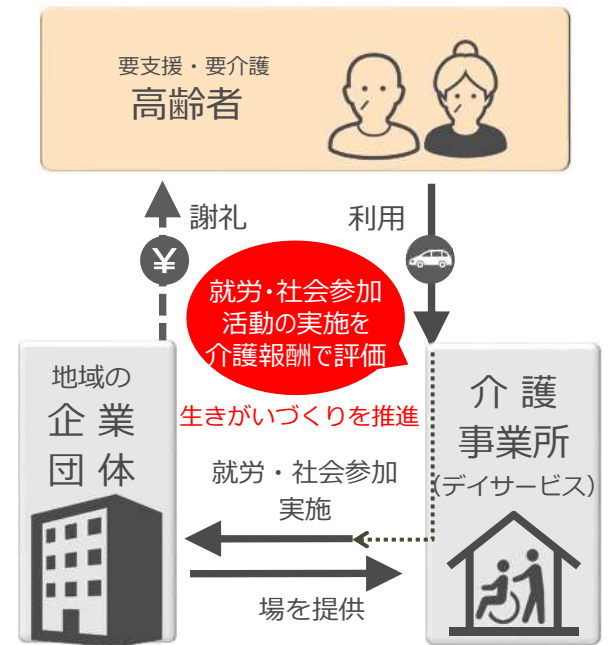 要支援・要介護
高齢者
謝礼
利用
¥
就労・社会参加
活動の実施を
介護報酬で評価
地域の
企業
団体
生きがいづくりを推進
介護
事業所
(デイサービス)
就労・社会参加
実施
場を提供